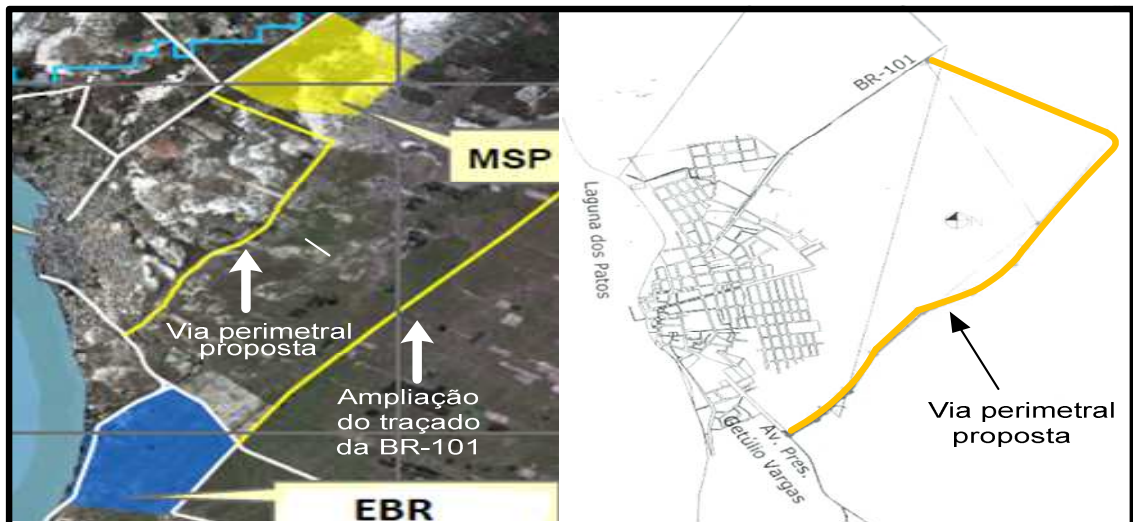 MSP
Via perimetral
proposta
Ampliação
do traçado
da BR-101
EBR
BR-101
Laguna dos Patos
Av. Pres.
Getúlio Vargas
Via perimetral
proposta